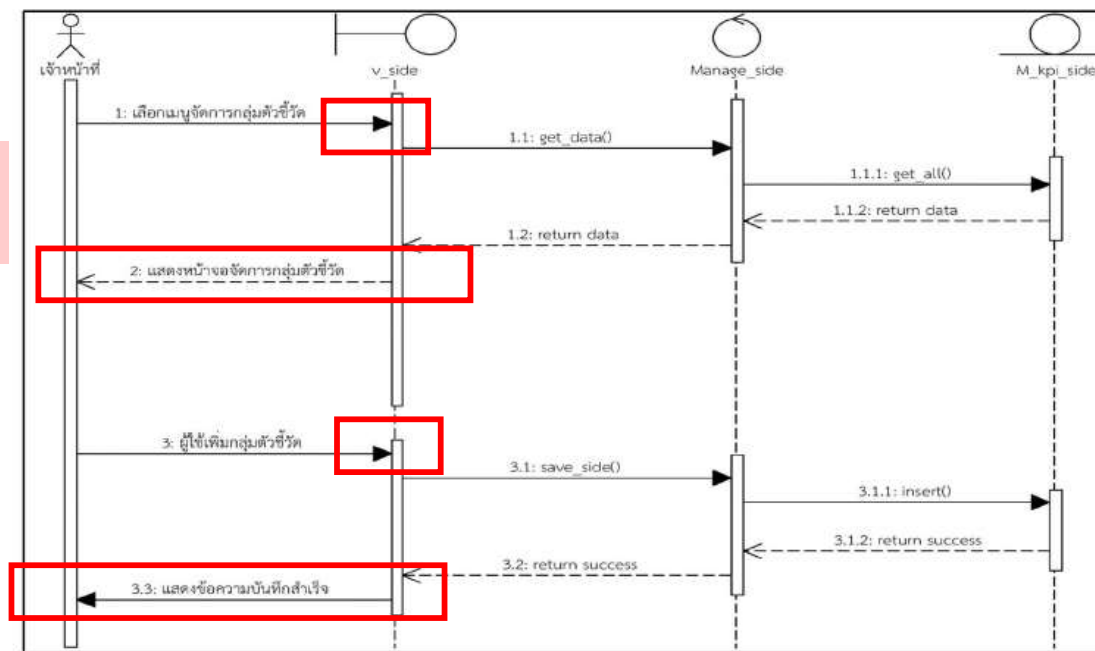 เจ้าหน้าที่
v_side
Manage_side
M_kpi_side
1: เลือกเมนูจัดการกลุ่มตัวชี้วัด
1.1: get_data()
1.1.1: get_all()
1.1.2: return data
1.2: return data
2: แสดงหน้าจอจัดการกลุ่มตัวชี้วัด
3: ผู้ใช้เพิ่มกลุ่มตัวชี้วัด
3.1: save_side()
3.1.1: insert()
3.1.2: return success
3.2: return success
3.3: แสดงข้อความบันทึกสำเร็จ